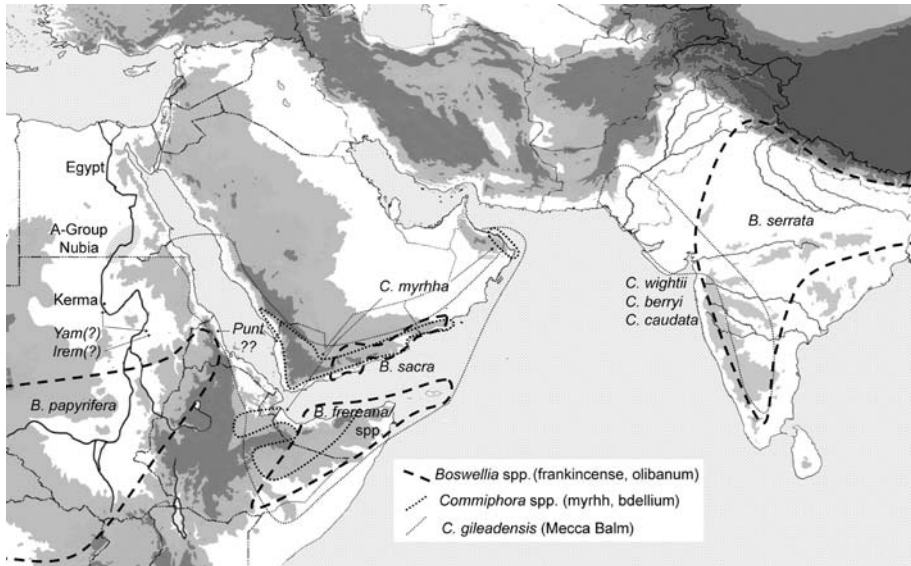 Egypt
A-Group
Nubia
Kerma
Yam(?)
Irem(?)
Punt
??
B. papyrifera
C. myrhha
B. sacra
B. frereana/
spp.
B. serrata
C. wightii
C. berryi
C. caudata
Boswellia spp. (frankincense, olibanum)
Commiphora spp. (myrhh, bdellium)
C. gileadensis (Mecca Balm)